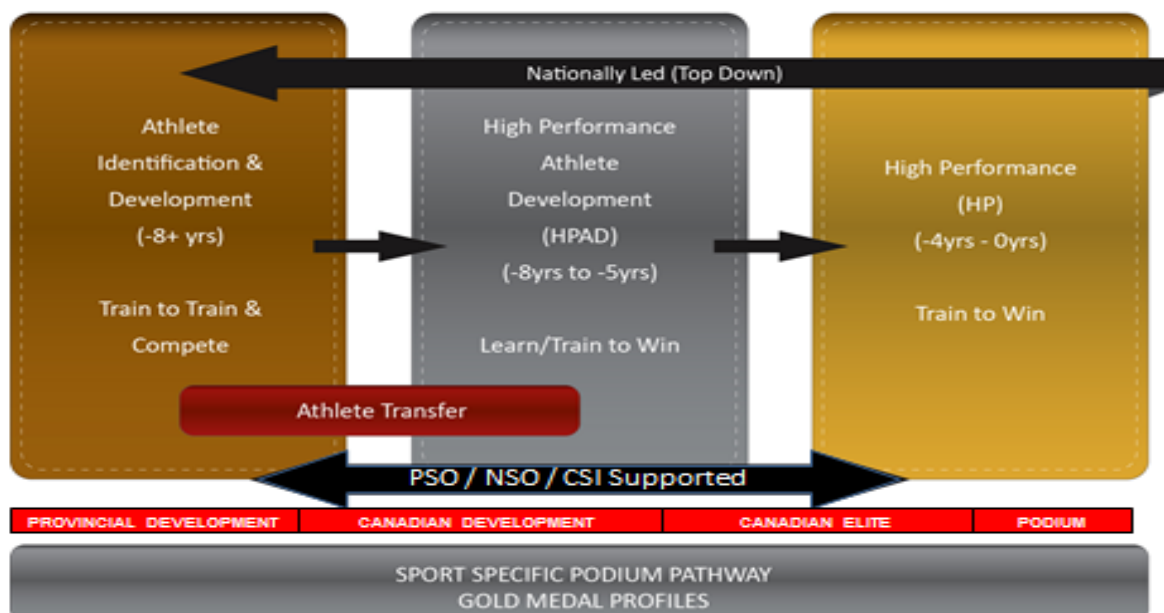 Nationally Led (Top Down)
Athlete
Identification &
Development
(-8+ yrs)
Train to Train &
Compete
High Performance
Athlete
Development
(HPAD)
(-8yrs to -5yrs)
Learn/Train to Win
High Performance
(HP)
(-4yrs - 0yrs)
Train to Win
Athlete Transfer
PSO / NSO / CSI Supported
PROVINCIAL DEVELOPMENT
CANADIAN DEVELOPMENT
CANADIAN ELITE
PODIUM
SPORT SPECIFIC PODIUM PATHWAY
GOLD MEDAL PROFILES